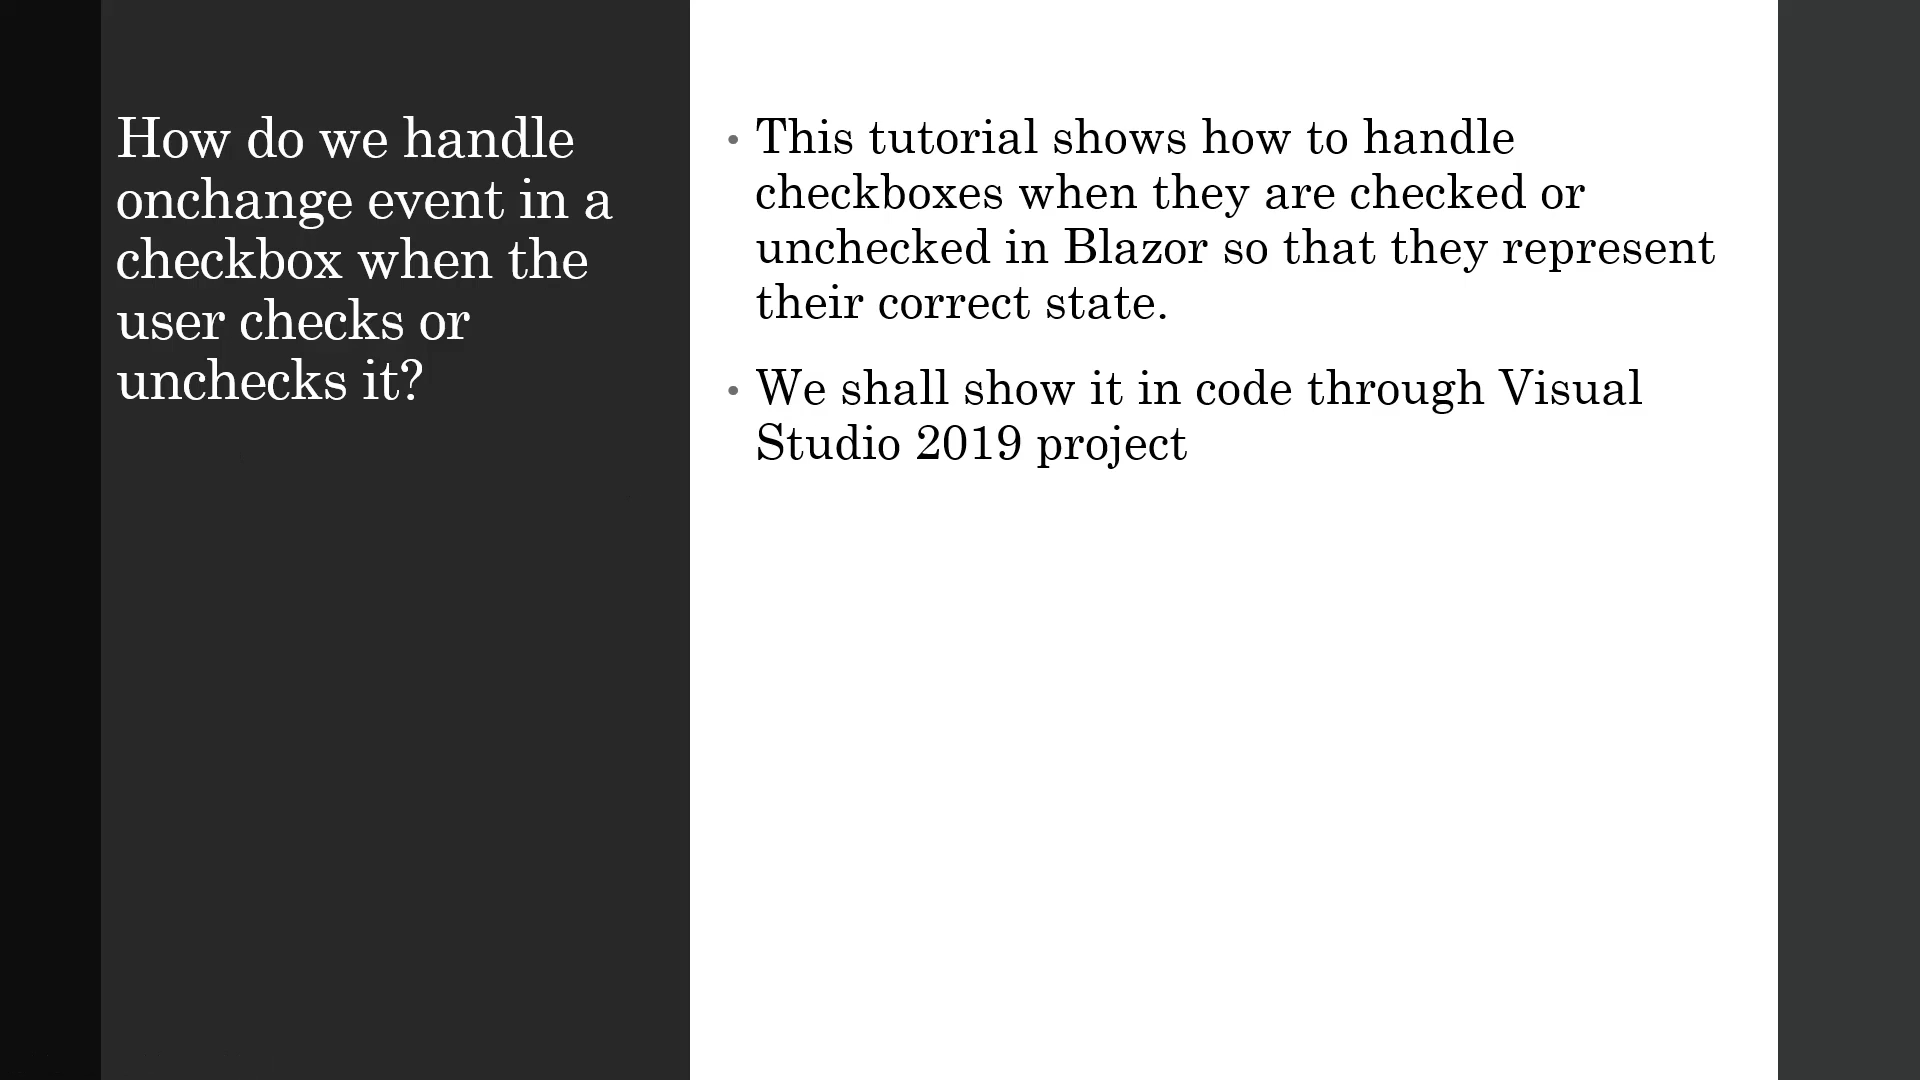 How do we handle
onchange event in a
checkbox when the
user checks or
unchecks it?
• This tutorial shows how to handle
checkboxes when they are checked or
unchecked in Blazor so that they represent
their correct state.
• We shall show it in code through Visual
Studio 2019 project